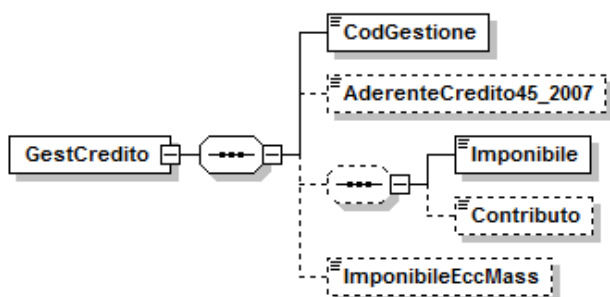 CodGestione
AderenteCredito45_2007
GestCredito
Imponibile
Contributo
ImponibileEccMass